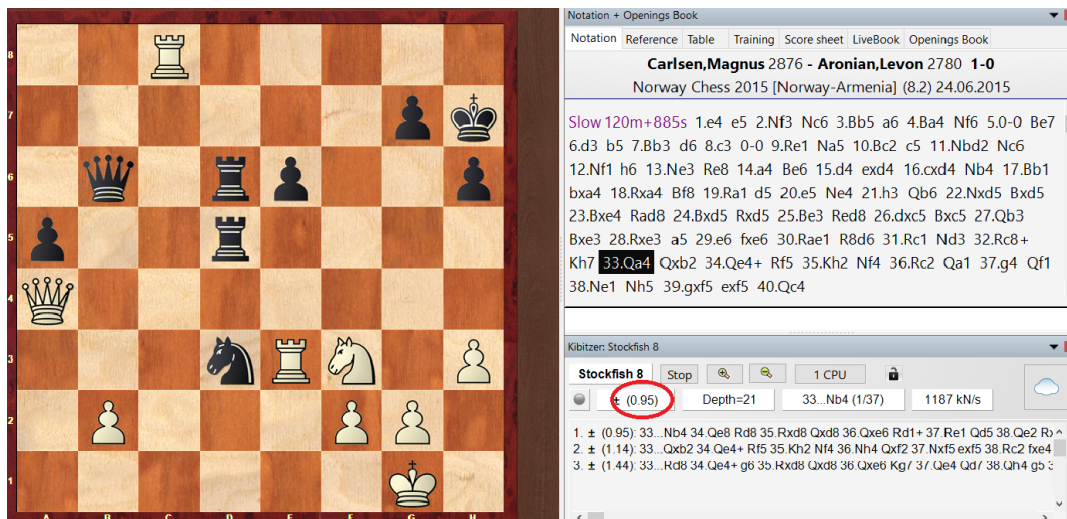 8
7
6
5
4
3
2
1
A B C D E F G H
Notation + Openings Book
Notation Reference Table Training Score sheet LiveBook Openings Book
Carlsen,Magnus 2876 - Aronian,Levon 2780 1-0
Norway Chess 2015 [Norway-Armenia] (8.2) 24.06.2015
Slow 120m+885s 1.e4 e5 2.Nf3 Nc6 3.Bb5 a6 4.Ba4 Nf6 5.0-0 Be7
6.d3 b5 7.Bb3 d6 8.c3 0-0 9.Re1 Na5 10.Bc2 c5 11.Nbd2 Nc6
12.Nf1 h6 13.Ne3 Re8 14.a4 Be6 15.d4 exd4 16.cxd4 Nb4 17.Bb1
bxa4 18.Rxa4 Bf8 19.Ra1 d5 20.e5 Ne4 21.h3 Qb6 22.Nxd5 Bxd5
23.Bxe4 Rad8 24.Bxd5 Rxd5 25.Be3 Red8 26.dxc5 Bxc5 27.Qb3
Bxe3 28.Rxe3 a5 29.e6 fxe6 30.Rae1 R8d6 31.Rc1 Nd3 32.Rc8+
Kh7 33.Qa4 Qxb2 34.Qe4+ Rf5 35.Kh2 Nf4 36.Rc2 Qa1 37.g4 Qf1
38.Ne1 Nh5 39.gxf5 exf5 40.Qc4
Kibitzer: Stockfish 8
Stockfish 8 Stop 1 CPU
± (0.95) Depth=21 33...Nb4 (1/37) 1187 kN/s
1. ± (0.95): 33...Nb4 34.Qe8 Rd8 35.Rxd8 Qxd8 36.Qxe6 Rd1+ 37.Re1 Qd5 38.Qe2
2. ± (1.14): 33...Qxb2 34.Qe4+ Rf5 35.Kh2 Nf4 36.Nh4 Qxf2 37.Nxf5 exf5 38.Rc2 fxe4
3. ± (1.44): 33...Rd8 34.Qe4+ g6 35.Rxd8 Qxd8 36.Qxe6 Kg7 37.Qe4 Qd7 38.Qh4 g5